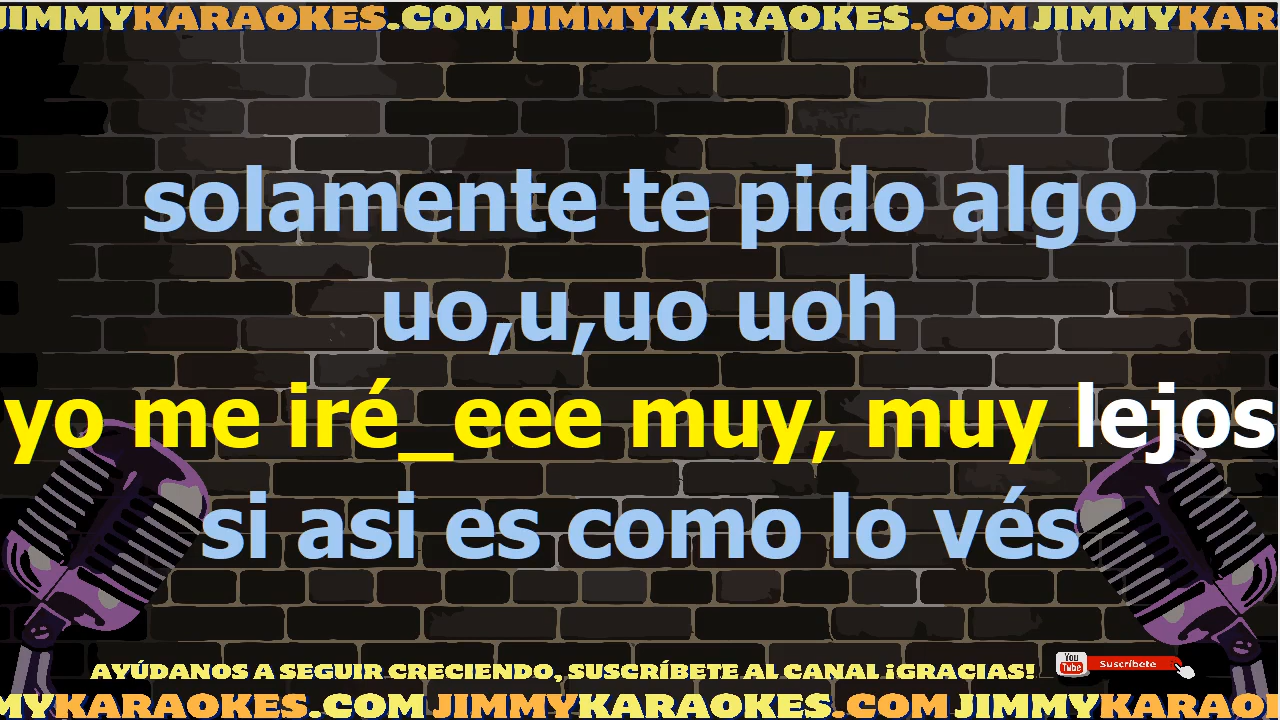 JIMMYKARAOKES.COM JIMMYKARAOKES.COM JIMMYKAR
solamente te pido algo
uo,u,uo uoh
yo me iré_eee muy, muy lejos
si asi es como lo vés
AYÚDANOS A SEGUIR CRECIENDO, SUSCRÍBETE AL CANAL ¡GRACIAS!
You Tube Suscríbete
MYKARAOKES.COM JIMMYKARAOKES.COM JIMMYKARAOK